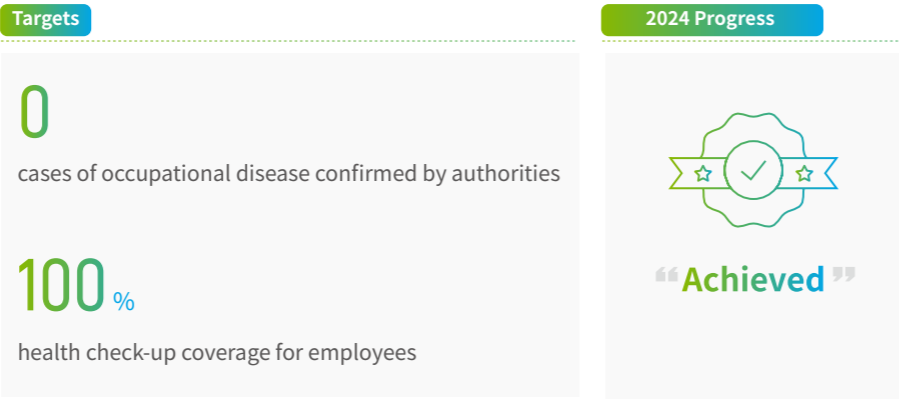 Targets
2024 Progress
0
cases of occupational disease confirmed by authorities
100 %
health check-up coverage for employees
“Achieved”